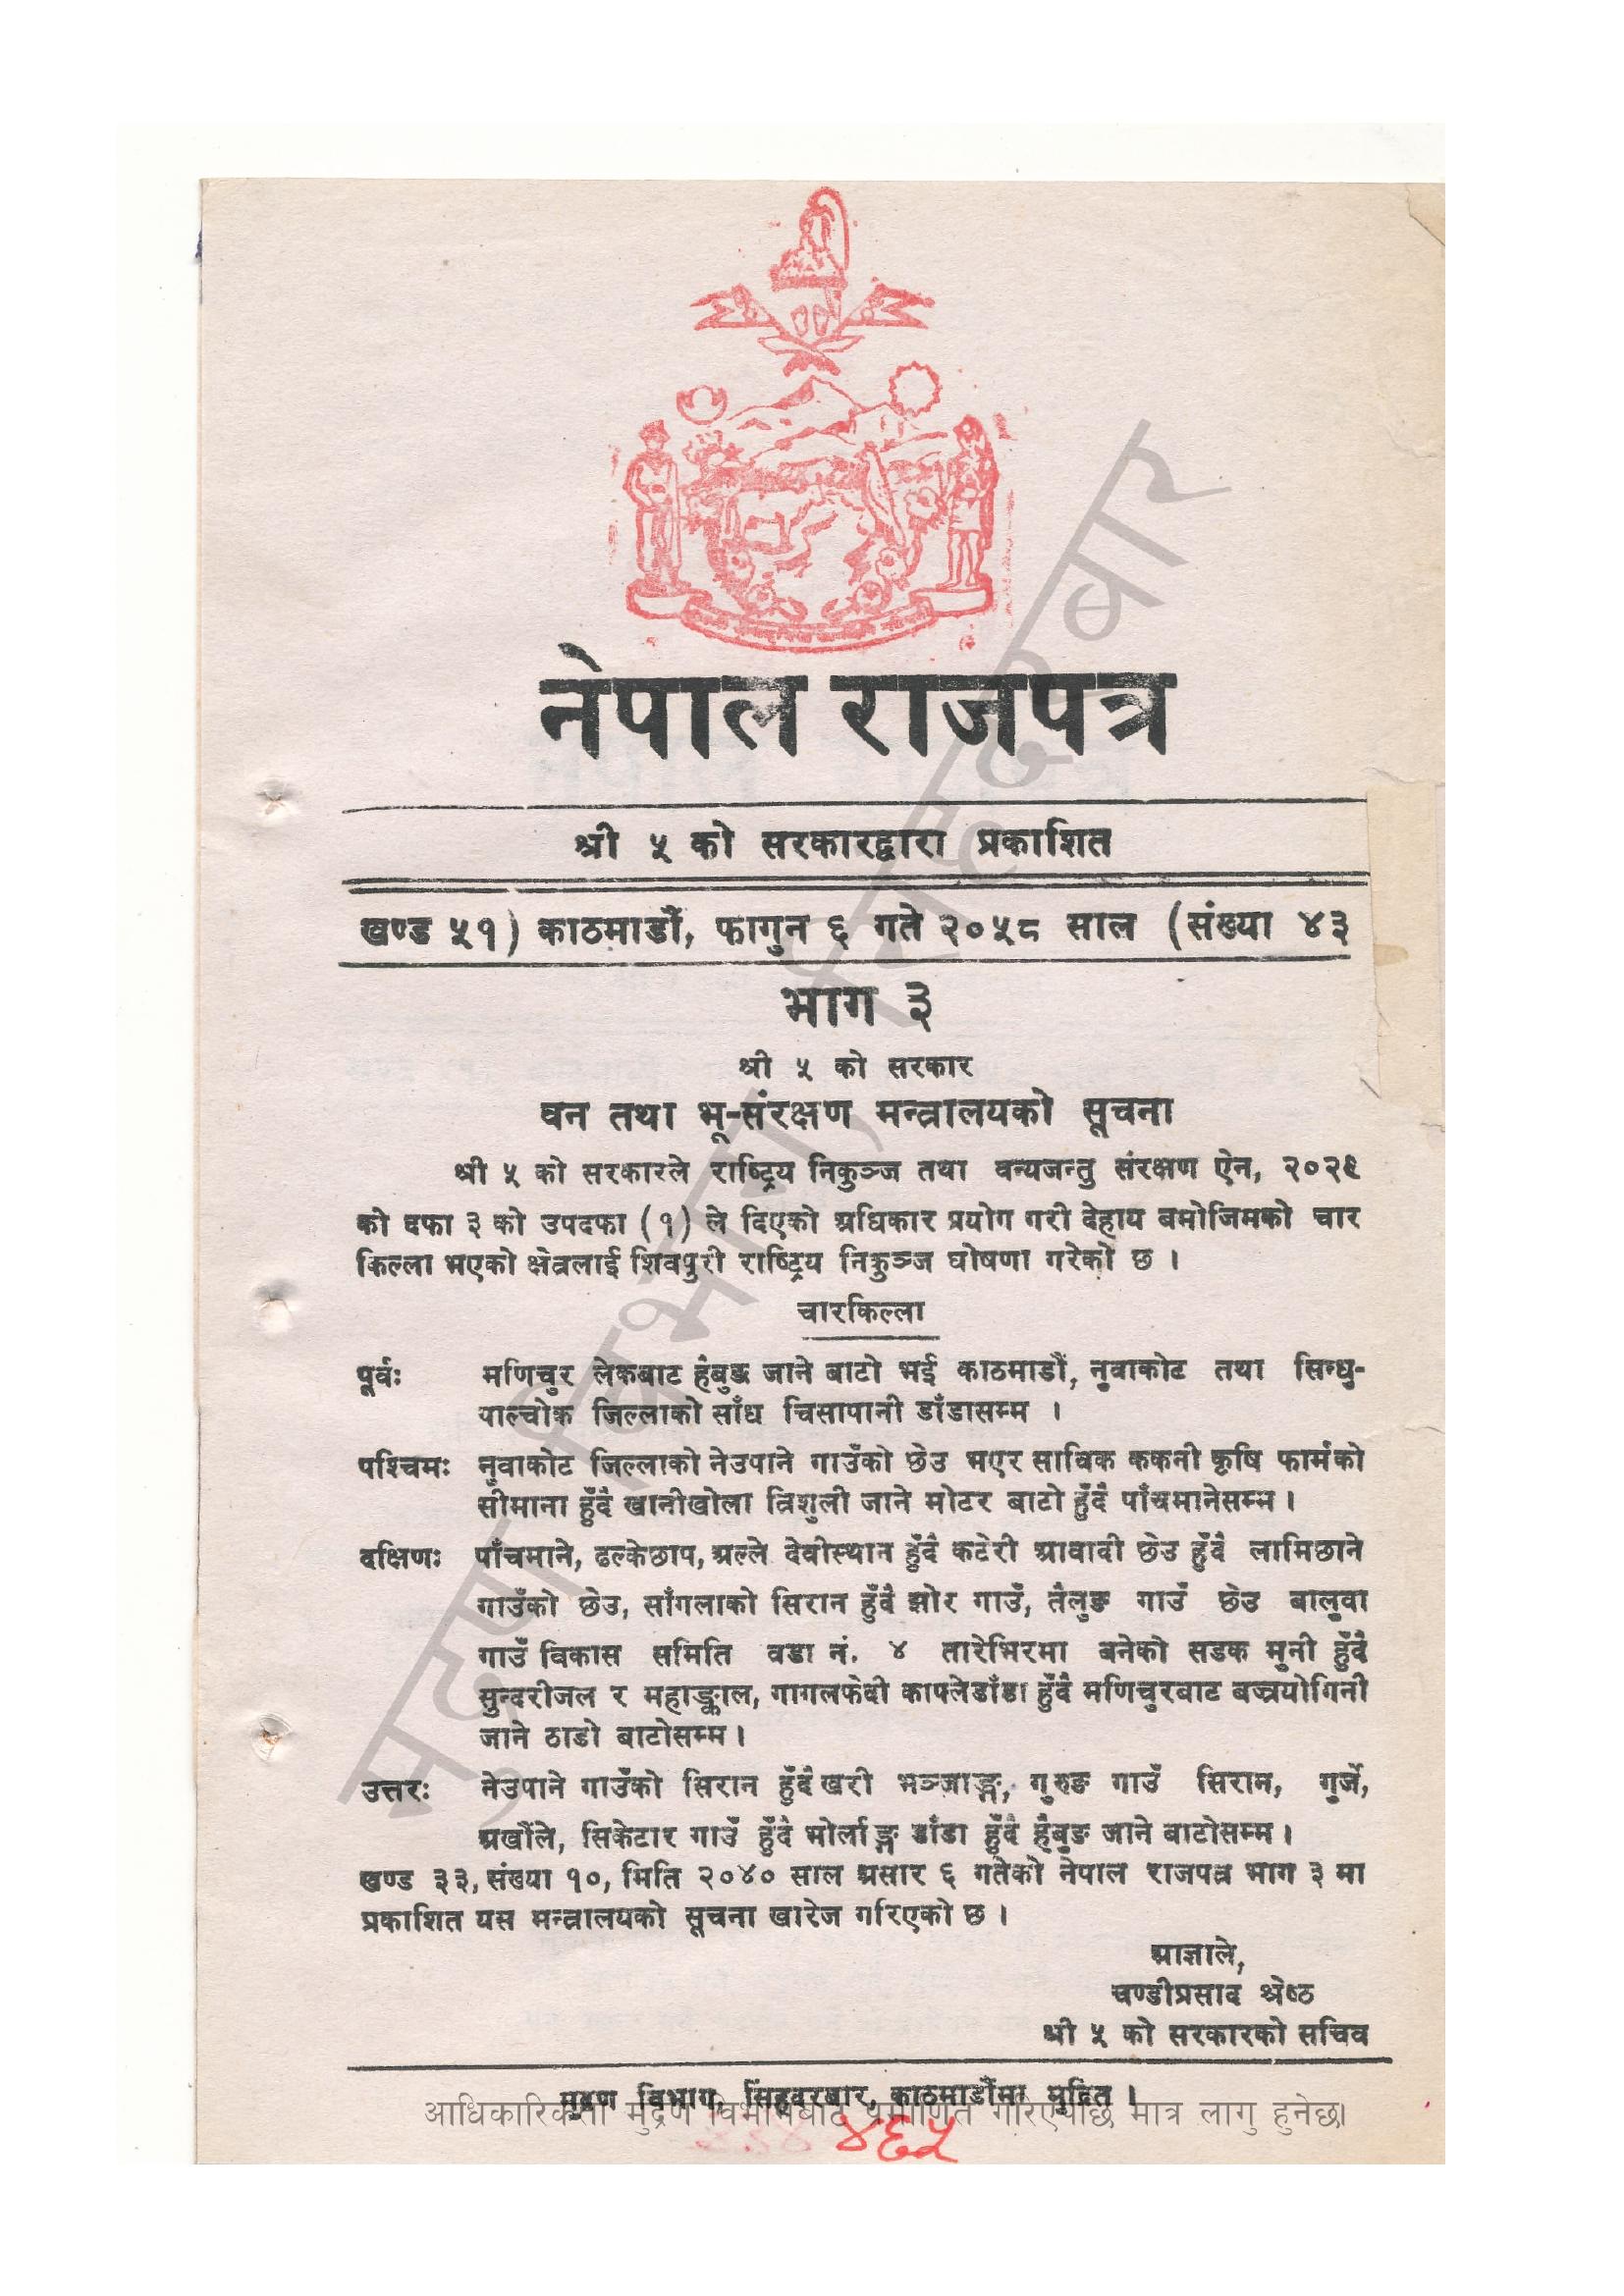 नेपाल राजपत्र
श्री ५ को सरकारद्वारा प्रकाशित
खण्ड ५१) काठमाडौं, फागुन ६ गते २०५८ साल (संख्या ४३
भाग ३
श्री ५ को सरकार
वन तथा भू-संरक्षण मन्त्रालयको सूचना
श्री ५ को सरकारले राष्ट्रिय निकुञ्ज तथा वन्यजन्तु संरक्षण ऐन, २०२९
को दफा ३ को उपदफा (१) ले दिएको अधिकार प्रयोग गरी देहाय बमोजिमको चार
किल्ला भएको क्षेत्रलाई शिवपुरी राष्ट्रिय निकुञ्ज घोषणा गरेको छ ।
चारकिल्ला
पूर्वः मणिचुर लेकबाट हैबुङ जाने बाटो भई काठमाडौं, नुवाकोट तथा सिन्धु-
पाल्चोक जिल्लाको साँध चिसापानी डाँडासम्म ।
पश्चिमः नुवाकोट जिल्लाको नेउपाने गाउँको छेउ भएर साविक ककनी कृषि फार्मको
सीमाना हुँदै खानीखोला त्रिशुली जाने मोटर बाटो हुँदै पाँचमानेसम्म ।
दक्षिणः पाँचमाने, ढल्केछाप, अल्ले देवीस्थान हुँदै कटेरी आवादी छेउ हुँदै लामिछाने
गाउँको छेउ, साँगलाको सिरान हुँदै झोर गाउँ, तैलुङ गाउँ छेउ बालुवा
गाउँ विकास समिति वडा नं. ४ तारेभिरमा बनेको सडक मुनी हुँदै
सुन्दरीजल र महाङ्काल, गागलफेदी काफ्लेडाँडा हुँदै मणिचुरबाट बज्रयोगिनी
जाने ठाडो बाटोसम्म ।
उत्तरः नेउपाने गाउँको सिरान हुँदै खरी भञ्ज्याङ्ग, गुरुङ गाउँ सिरान, गुर्जे,
अर्खौले, सिकेटार गाउँ हुँदै भोर्लाङ्ग डाँडा हुँदै हैबुङ जाने बाटोसम्म ।
खण्ड ३३, संख्या १०, मिति २०४० साल असार ६ गतेको नेपाल राजपत्र भाग ३ मा
प्रकाशित यस मन्त्रालयको सूचना खारेज गरिएको छ ।
आज्ञाले,
चण्डीप्रसाद श्रेष्ठ
श्री ५ को सरकारको सचिव
मुद्रण विभाग, सिंहदरबार, काठमाडौंमा मुद्रित ।
आधिकारिकता मुद्रण विभागबाट प्रमाणित गरिएपछि मात्र लागु हुनेछ।
४६५
मुद्रण विभाग, सिंहदरबार